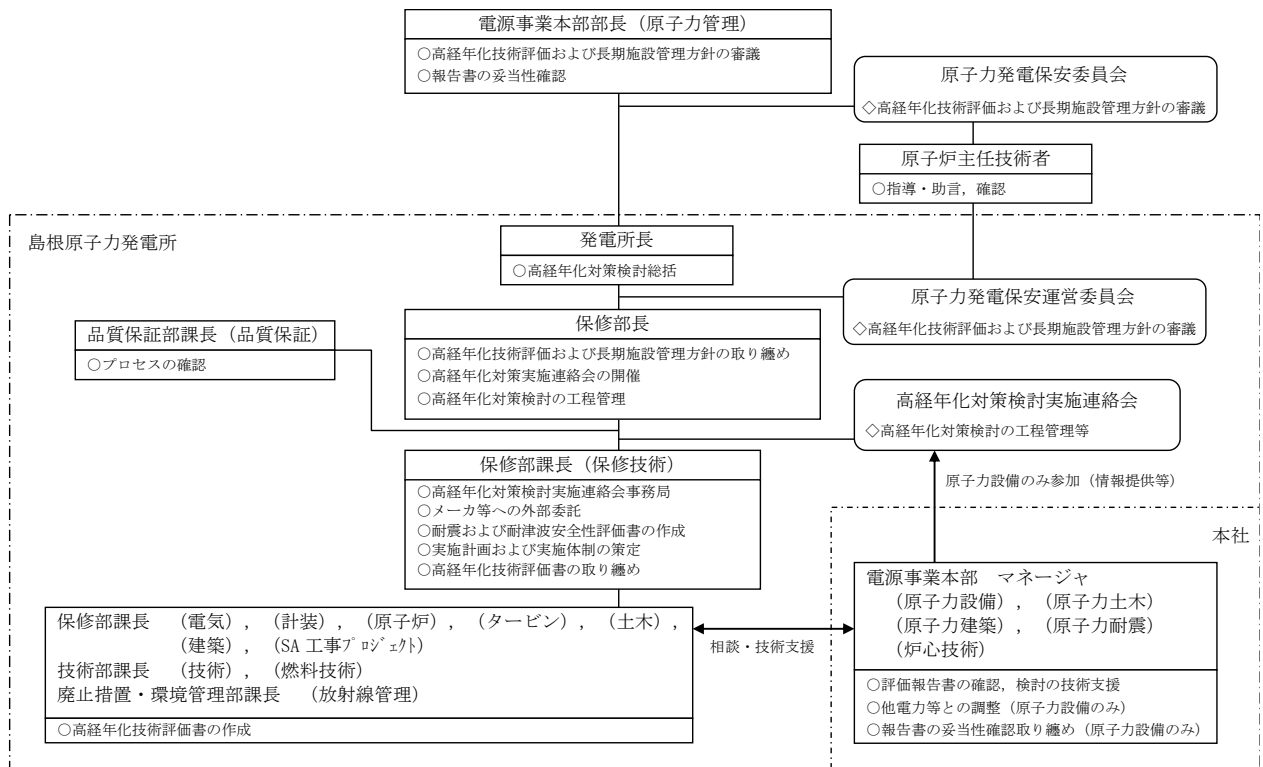 電源事業本部部長（原子力管理）
○高経年化技術評価および長期施設管理方針の審議
○報告書の妥当性確認
原子力発電保安委員会
◇高経年化技術評価および長期施設管理方針の審議
原子炉主任技術者
○指導・助言，確認
島根原子力発電所
発電所長
○高経年化対策検討総括
原子力発電保安運営委員会
◇高経年化技術評価および長期施設管理方針の審議
品質保証部課長（品質保証）
○プロセスの確認
保修部長
○高経年化技術評価および長期施設管理方針の取り纏め
○高経年化対策実施連絡会の開催
○高経年化対策検討の工程管理
高経年化対策検討実施連絡会
◇高経年化対策検討の工程管理等
保修部課長（保修技術）
○高経年化対策検討実施連絡会事務局
○メーカ等への外部委託
○耐震および耐津波安全性評価書の作成
○実施計画および実施体制の策定
○高経年化技術評価書の取り纏め
原子力設備のみ参加（情報提供等）
本社
保修部課長　（電気），（計装），（原子炉），（タービン），（土木），
（建築），（SA 工事ﾌﾟﾛｼﾞｪｸﾄ）
技術部課長　（技術），（燃料技術）
廃止措置・環境管理部課長　（放射線管理）
○高経年化技術評価書の作成
相談・技術支援
電源事業本部　マネージャ
（原子力設備），（原子力土木）
（原子力建築），（原子力耐震）
（炉心技術）
○評価報告書の確認，検討の技術支援
○他電力等との調整（原子力設備のみ）
○報告書の妥当性確認取り纏め（原子力設備のみ）